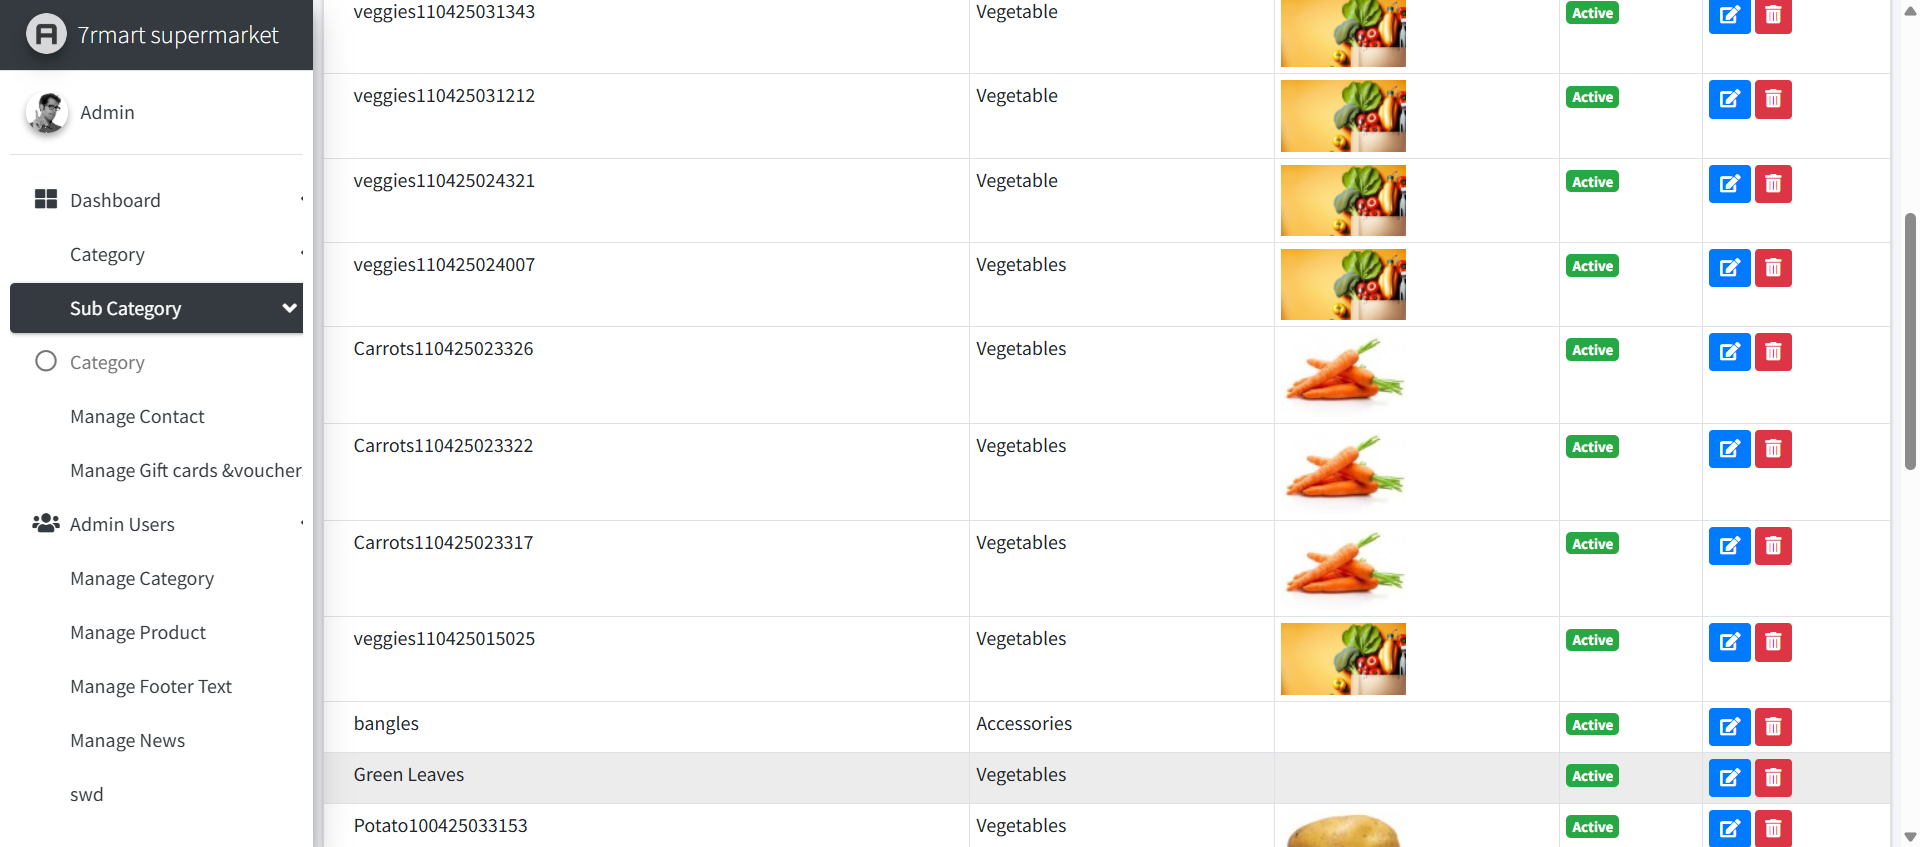 7rmart supermarket
Admin
Dashboard
Category
Sub Category
Category
Manage Contact
Manage Gift cards &voucher
Admin Users
Manage Category
Manage Product
Manage Footer Text
Manage News
swd
veggies110425031343 Vegetable Active
veggies110425031212 Vegetable Active
veggies110425024321 Vegetable Active
veggies110425024007 Vegetables Active
Carrots110425023326 Vegetables Active
Carrots110425023322 Vegetables Active
Carrots110425023317 Vegetables Active
veggies110425015025 Vegetables Active
bangles Accessories Active
Green Leaves Vegetables Active
Potato100425033153 Vegetables Active